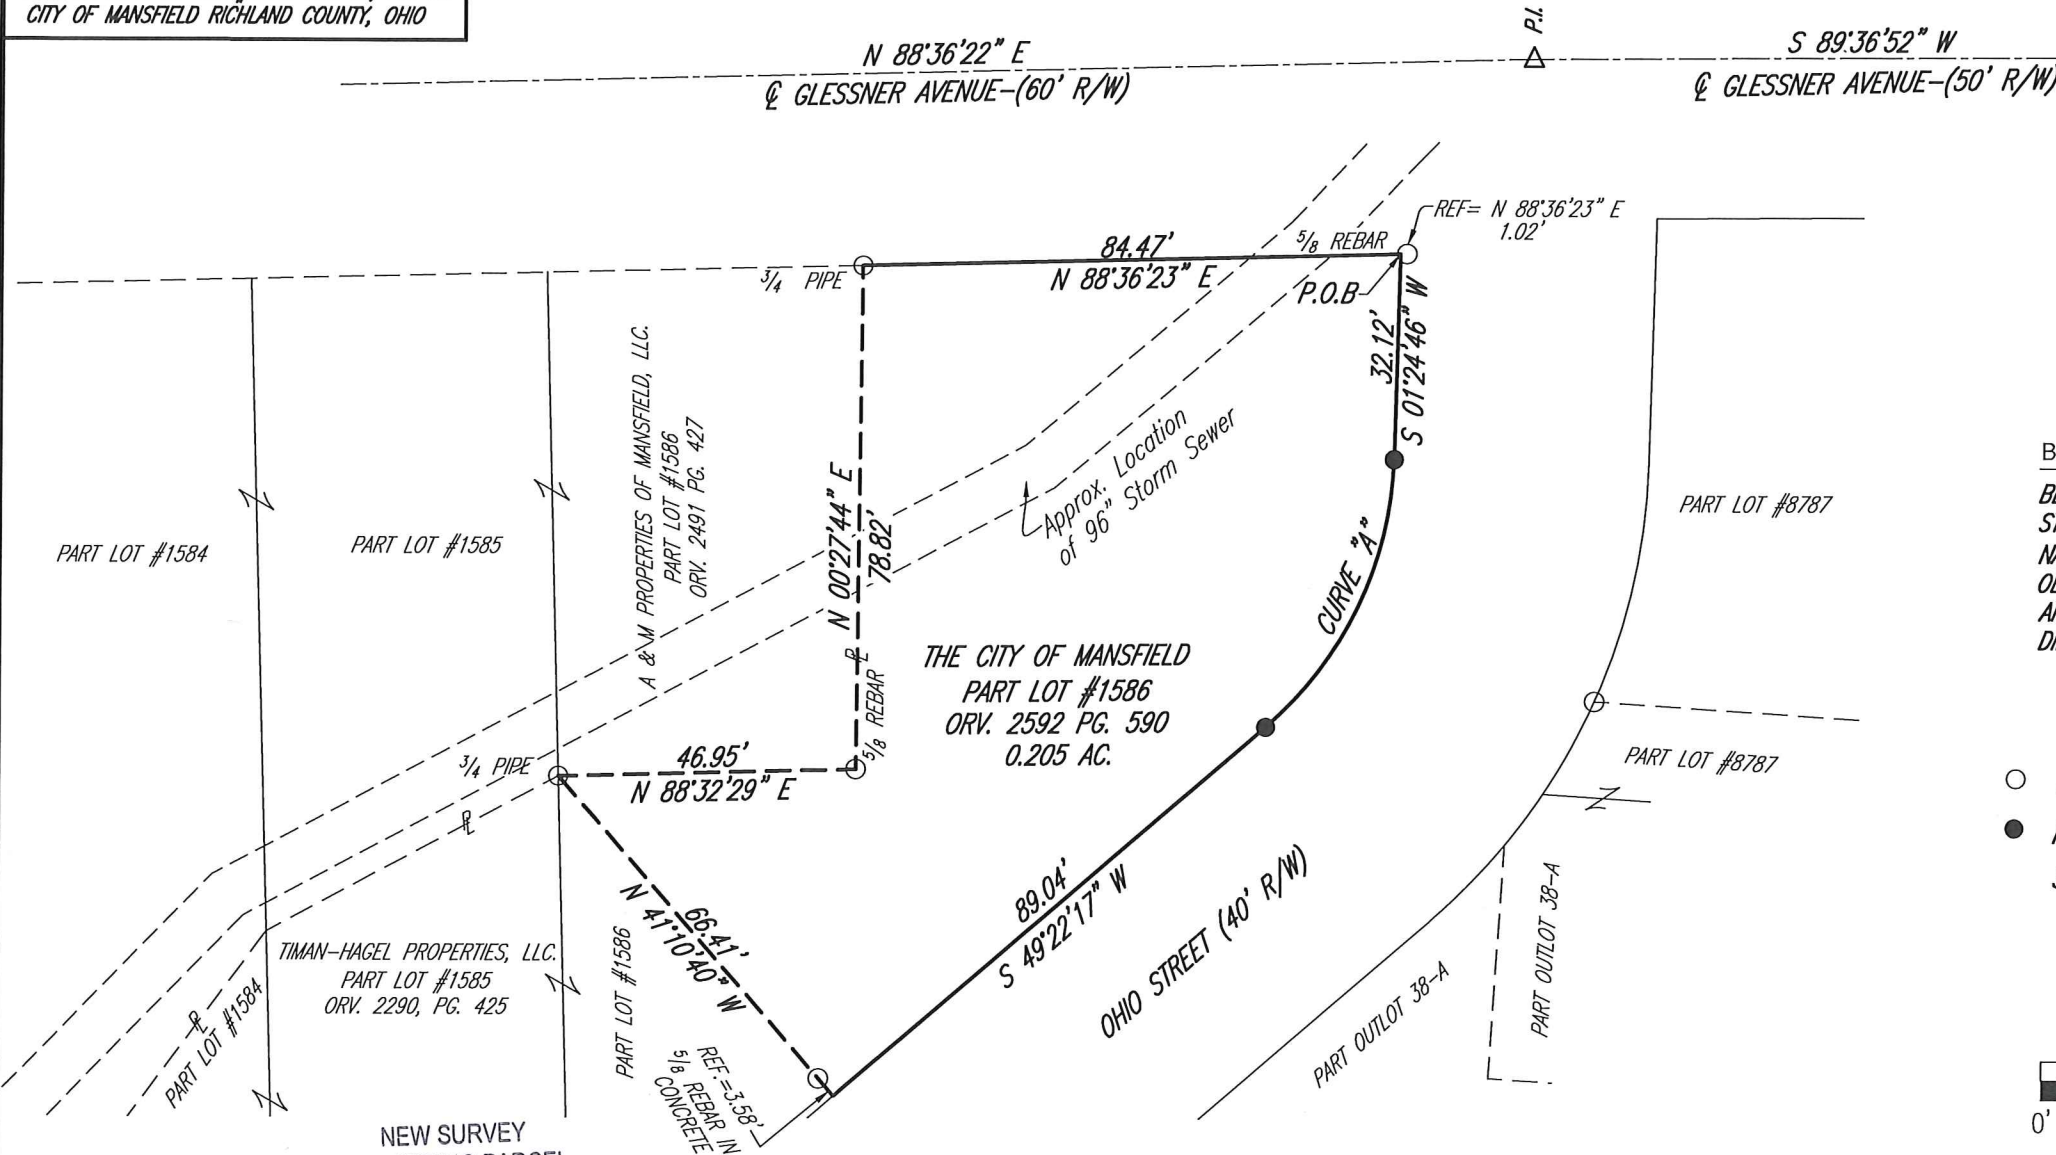 CITY OF MANSFIELD RICHLAND COUNTY, OHIO
N 88°36'22" E
℄ GLESSNER AVENUE-(60' R/W)
P.I.
S 89°36'52" W
℄ GLESSNER AVENUE-(50' R/W)
REF= N 88°36'23" E
1.02'
84.47'
N 88°36'23" E
5/8 REBAR
3/4 PIPE
P.O.B
32.12'
S 01°24'46" W
A & M PROPERTIES OF MANSFIELD, LLC.
PART LOT #1586
ORV. 2491 PG. 427
N 00°27'44" E
78.82'
Approx. Location
of 96" Storm Sewer
CURVE "A"
PART LOT #1584
PART LOT #1585
PART LOT #8787
THE CITY OF MANSFIELD
PART LOT #1586
ORV. 2592 PG. 590
0.205 AC.
PL
5/8 REBAR
3/4 PIPE
46.95'
N 88°32'29" E
PL
PART LOT #8787
66.41'
N 41°10'40" W
89.04'
S 49°22'17" W
OHIO STREET (40' R/W)
TIMAN-HAGEL PROPERTIES, LLC.
PART LOT #1585
ORV. 2290, PG. 425
PL
PART LOT #1584
PART LOT #1586
REF.=3.58'
5/8 REBAR IN
CONCRETE
PART OUTLOT 38-A
PART OUTLOT 38-A
0'
NEW SURVEY